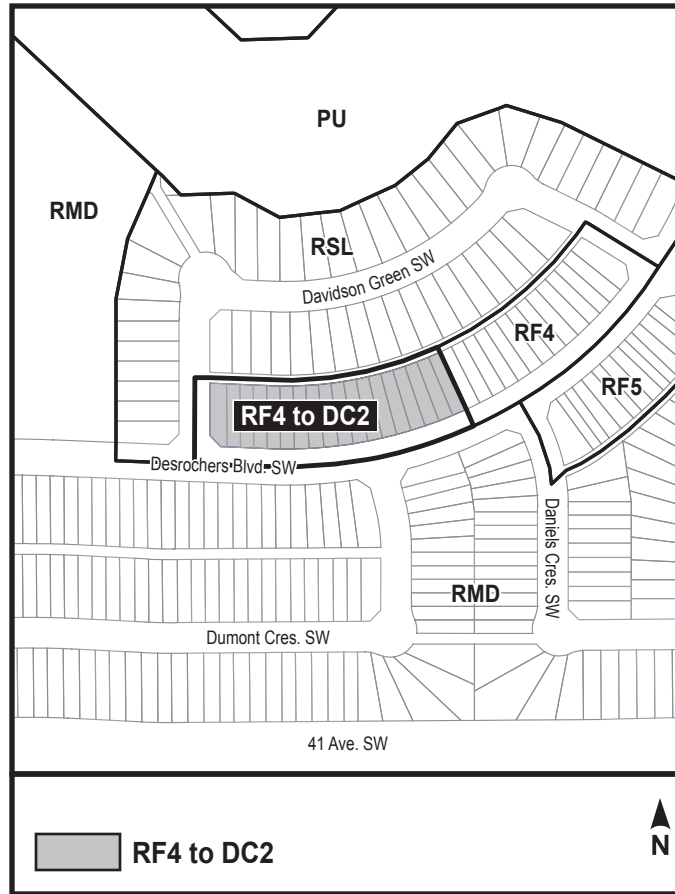 PU
RMD
RSL
Davidson Green SW
RF4
RF5
RF4 to DC2
Desrochers Blvd. SW
Daniels Cres. SW
RMD
Dumont Cres. SW
41 Ave. SW
RF4 to DC2
N